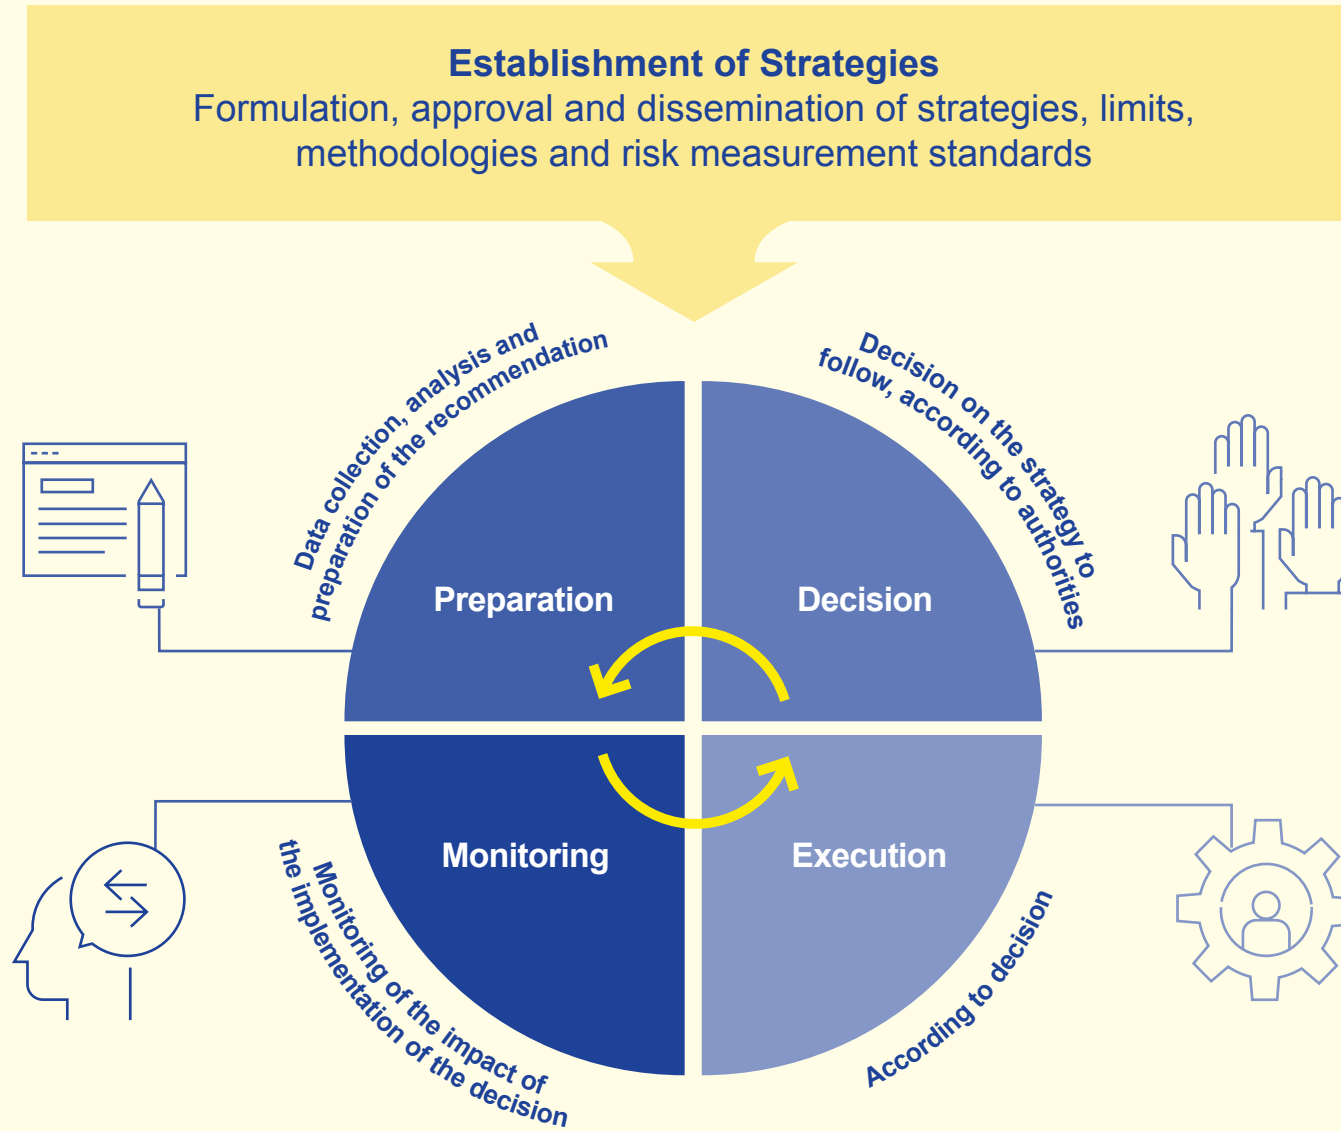 Establishment of Strategies
Formulation, approval and dissemination of strategies, limits,
methodologies and risk measurement standards
Data collection, analysis and
preparation of the recommendation
Decision on the strategy to
follow, according to authorities
Preparation
Decision
Monitoring
Execution
Monitoring of the impact of
the implementation of the decision
According to decision